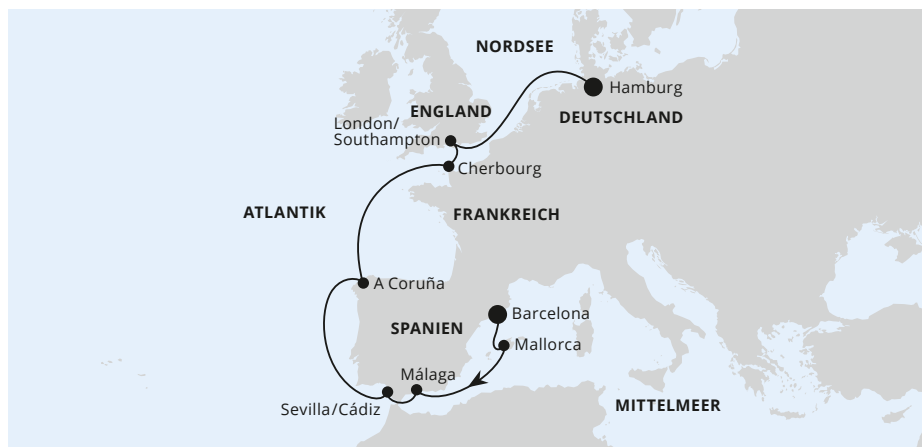 NORDSEE
Hamburg
ENGLAND
DEUTSCHLAND
London/
Southampton
Cherbourg
ATLANTIK
FRANKREICH
A Coruña
Barcelona
SPANIEN
Mallorca
Málaga
Sevilla/Cádiz
MITTELMEER